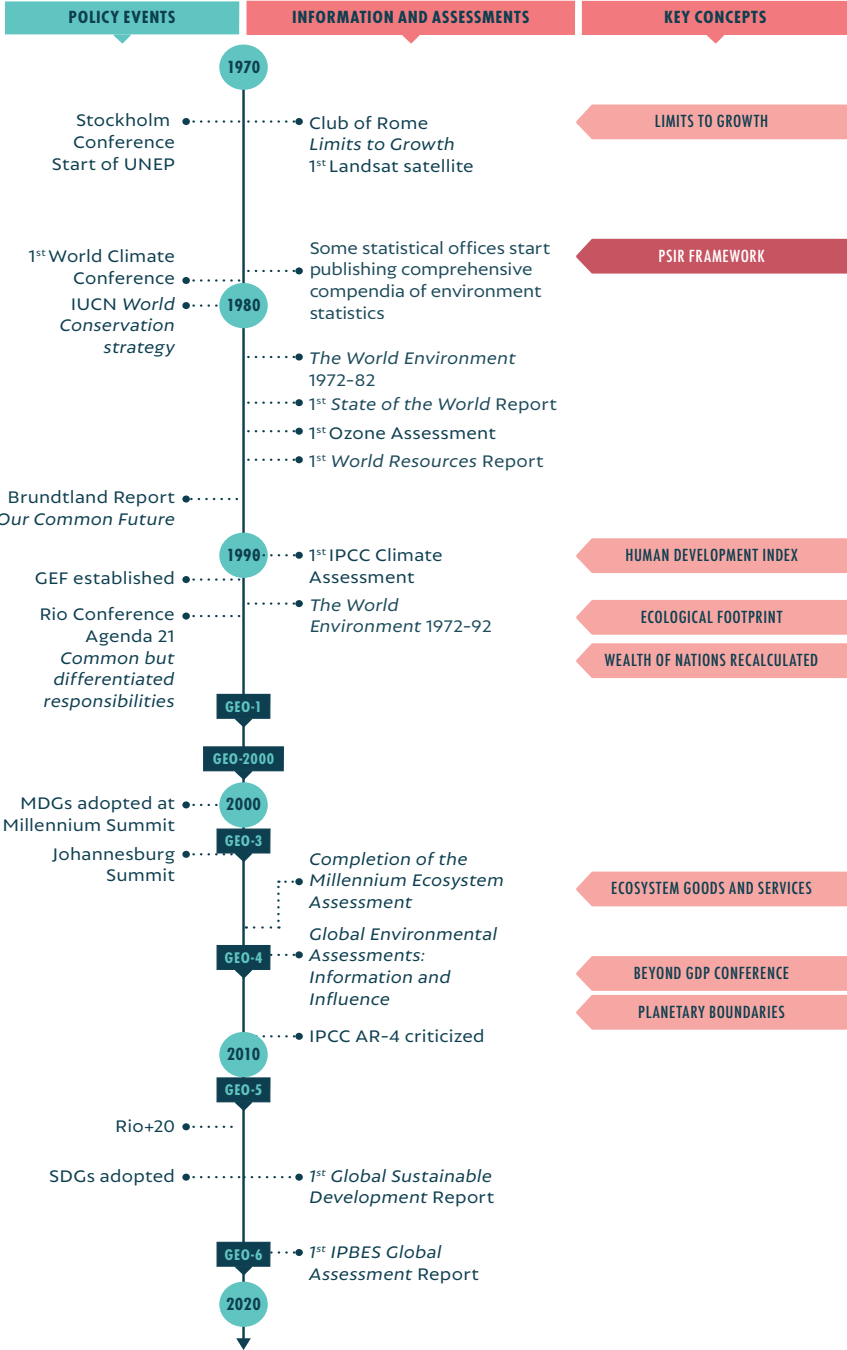 POLICY EVENTS
INFORMATION AND ASSESSMENTS
KEY CONCEPTS
1970
Stockholm
Conference
Start of UNEP
Club of Rome
Limits to Growth
1st Landsat satellite
LIMITS TO GROWTH
1st World Climate
Conference
Some statistical offices start
publishing comprehensive
compendia of environment
statistics
PSIR FRAMEWORK
IUCN World
Conservation
strategy
1980
The World Environment
1972-82
1st State of the World Report
1st Ozone Assessment
1st World Resources Report
Brundtland Report
Our Common Future
1990
1st IPCC Climate
Assessment
HUMAN DEVELOPMENT INDEX
GEF established
The World
Environment 1972-92
Rio Conference
Agenda 21
Common but
differentiated
responsibilities
ECOLOGICAL FOOTPRINT
WEALTH OF NATIONS RECALCULATED
GEO-1
GEO-2000
MDGs adopted at
Millennium Summit
2000
GEO-3
Johannesburg
Summit
Completion of the
Millennium Ecosystem
Assessment
ECOSYSTEM GOODS AND SERVICES
GEO-4
Global Environmental
Assessments:
Information and
Influence
BEYOND GDP CONFERENCE
PLANETARY BOUNDARIES
IPCC AR-4 criticized
2010
GEO-5
Rio+20
SDGs adopted
1st Global Sustainable
Development Report
GEO-6
1st IPBES Global
Assessment Report
2020